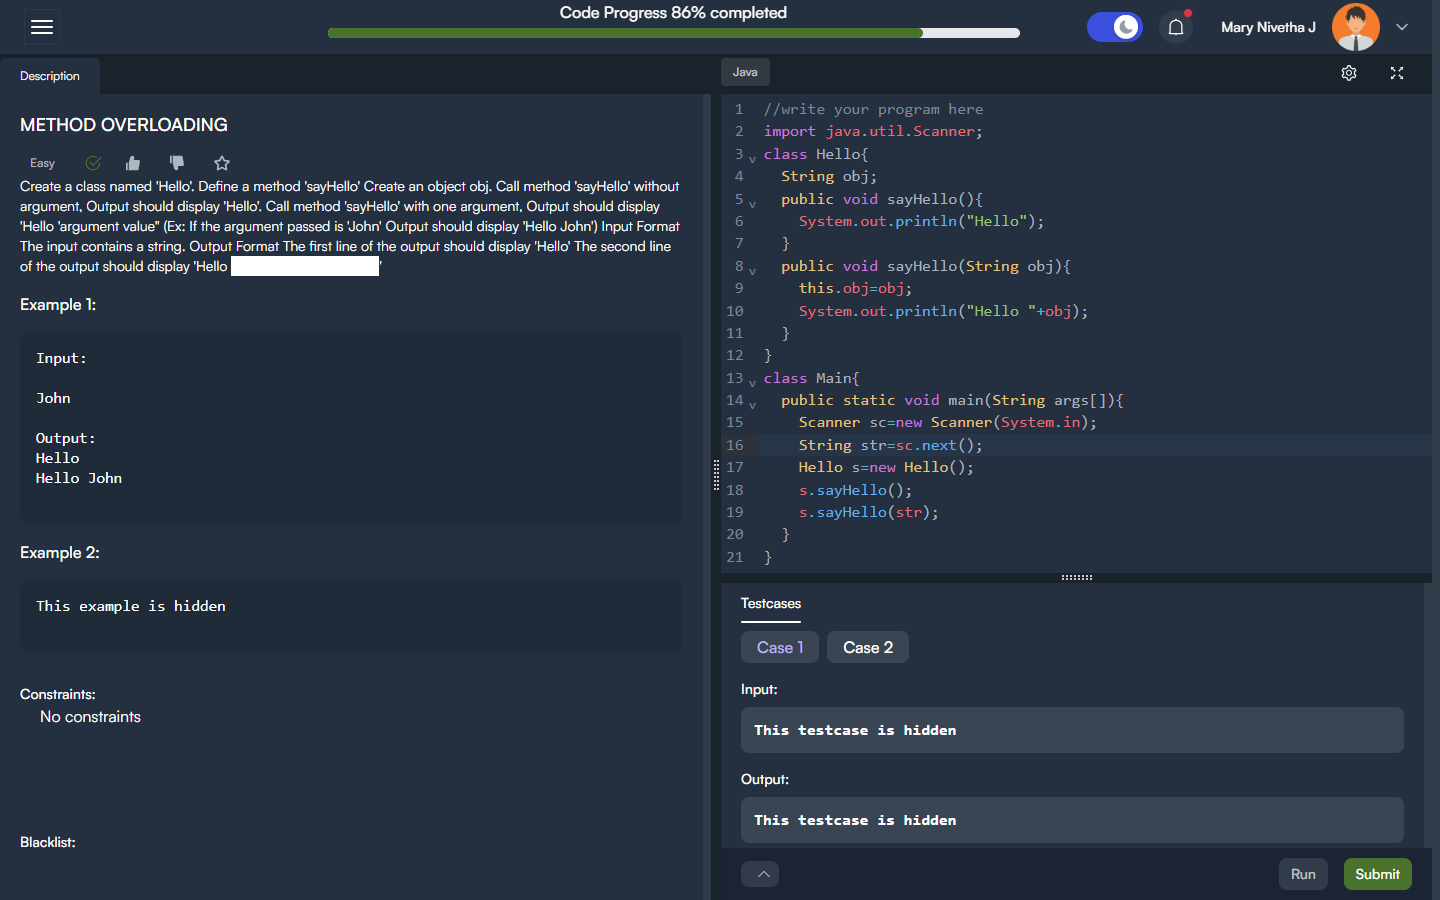 Code Progress 86% completed
Mary Nivetha J
Description
METHOD OVERLOADING
Easy
Create a class named 'Hello'. Define a method 'sayHello' Create an object obj. Call method 'sayHello' without
argument, Output should display 'Hello'. Call method 'sayHello' with one argument, Output should display
'Hello 'argument value" (Ex: If the argument passed is 'John' Output should display 'Hello John') Input Format
The input contains a string. Output Format The first line of the output should display 'Hello' The second line
of the output should display 'Hello '
Example 1:
Input:
John
Output:
Hello
Hello John
Example 2:
This example is hidden
Constraints:
No constraints
Blacklist:
Java
1 //write your program here
2 import java.util.Scanner;
3 class Hello{
4 String obj;
5 public void sayHello(){
6 System.out.println("Hello");
7 }
8 public void sayHello(String obj){
9 this.obj=obj;
10 System.out.println("Hello "+obj);
11 }
12 }
13 class Main{
14 public static void main(String args[]){
15 Scanner sc=new Scanner(System.in);
16 String str=sc.next();
17 Hello s=new Hello();
18 s.sayHello();
19 s.sayHello(str);
20 }
21 }
Testcases
Case 1 Case 2
Input:
This testcase is hidden
Output:
This testcase is hidden
Run Submit